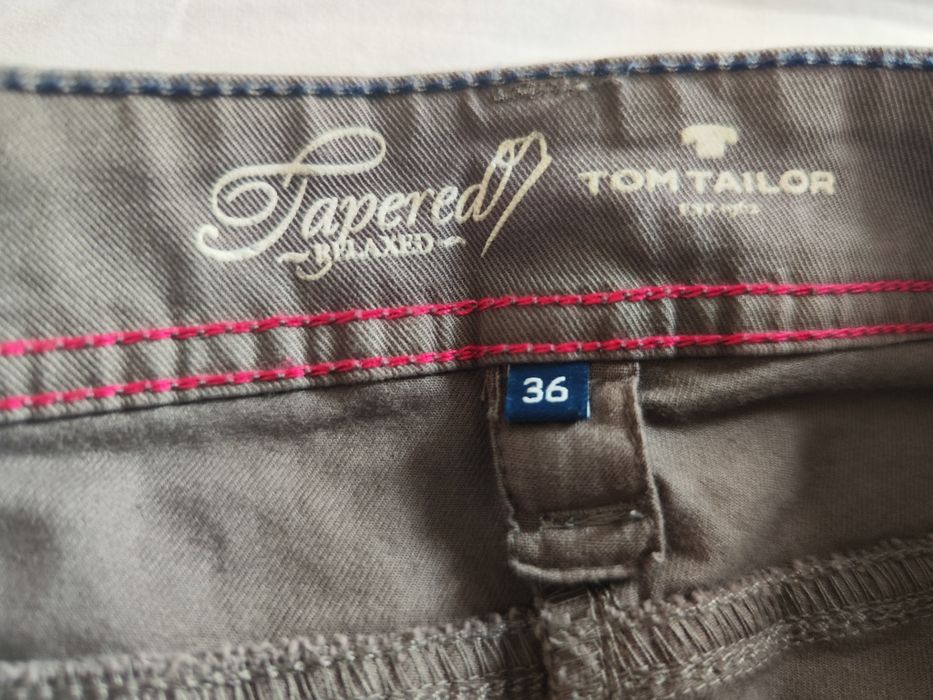 Tapered
RELAXED
TOM TAILOR
EST. 1962
36